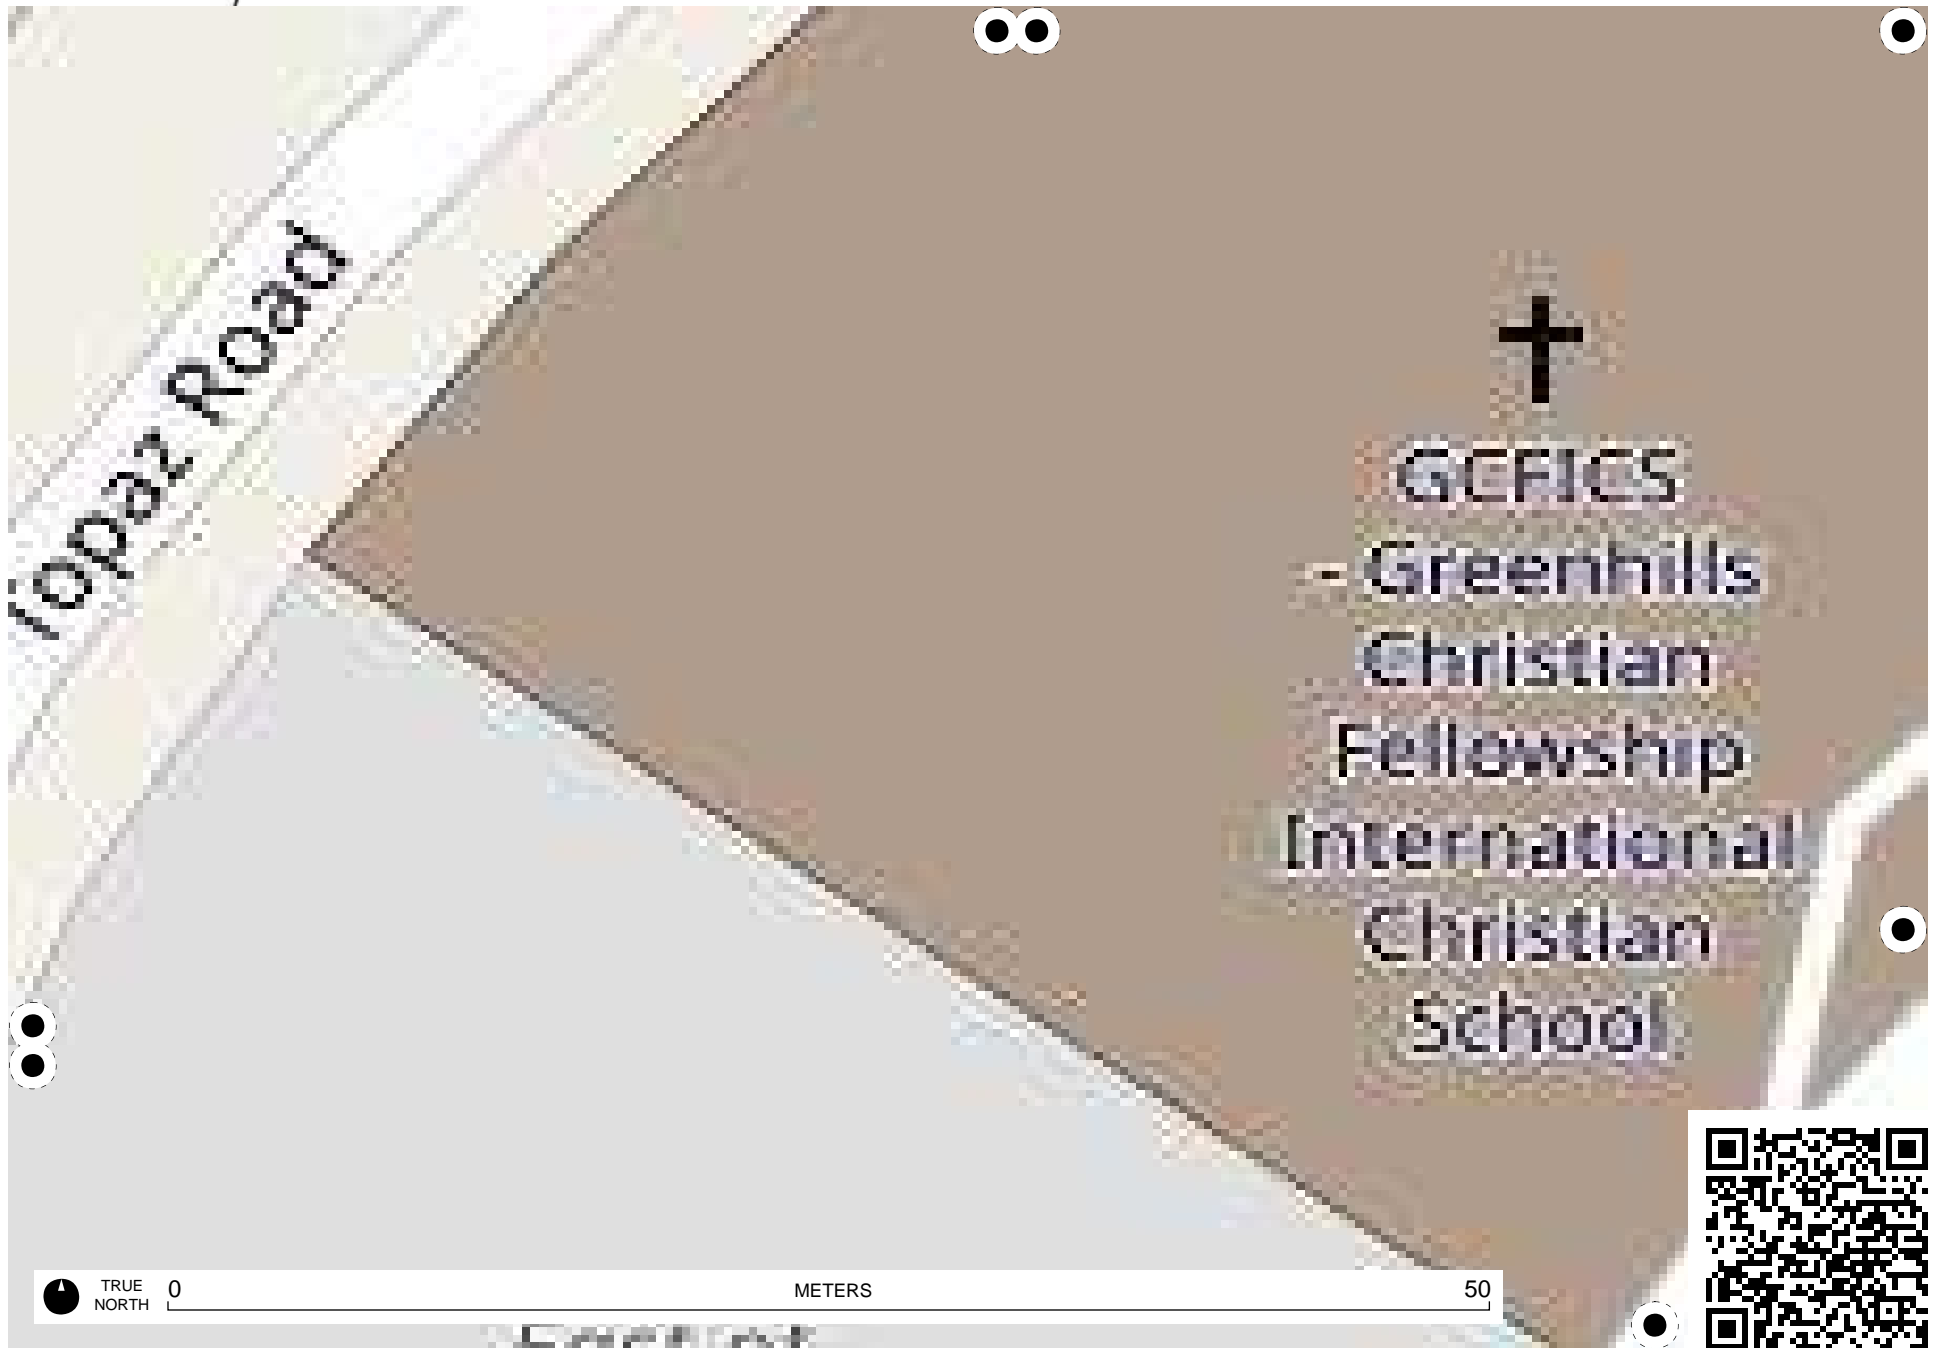 Topaz Road
GCFICS
- Greenhills
Christian
Fellowship
International
Christian
School
TRUE
NORTH
0
METERS
50